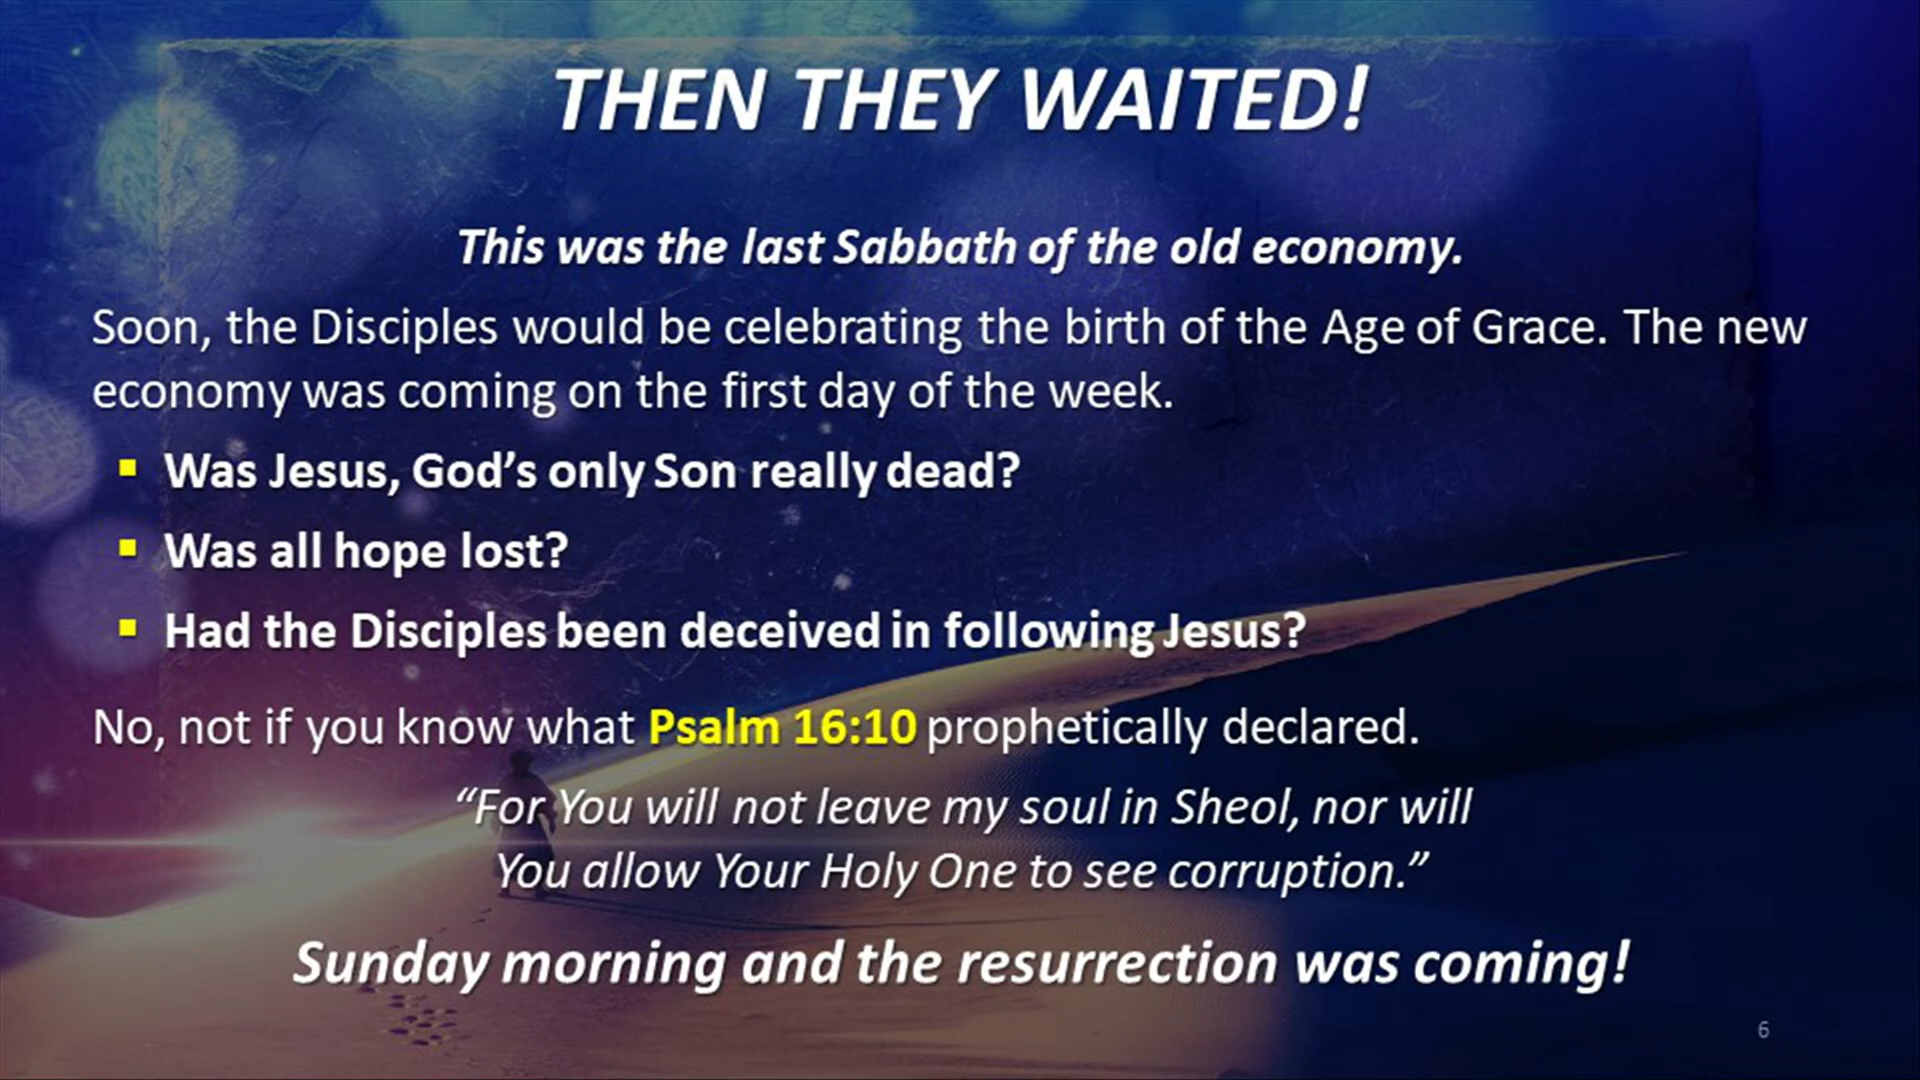 THEN THEY WAITED!
This was the last Sabbath of the old economy.
Soon, the Disciples would be celebrating the birth of the Age of Grace. The new
economy was coming on the first day of the week.
▪ Was Jesus, God’s only Son really dead?
▪ Was all hope lost?
▪ Had the Disciples been deceived in following Jesus?
No, not if you know what Psalm 16:10 prophetically declared.
“For You will not leave my soul in Sheol, nor will
You allow Your Holy One to see corruption.”
Sunday morning and the resurrection was coming!
6